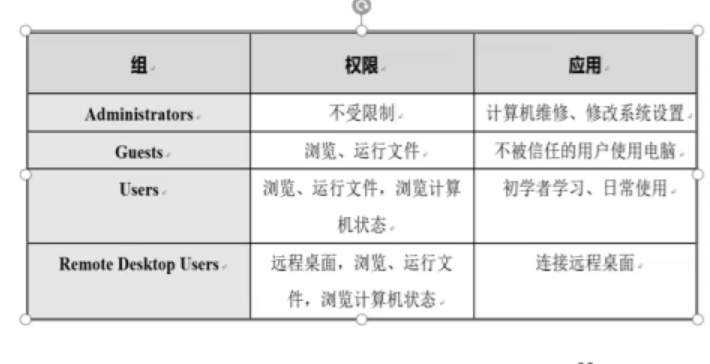 组 权限 应用
Administrators 不受限制 计算机维修、修改系统设置
Guests 浏览、运行文件 不被信任的用户使用电脑
Users 浏览、运行文件，浏览计算 初学者学习、日常使用
机状态
Remote Desktop Users 远程桌面，浏览、运行文 连接远程桌面
件，浏览计算机状态